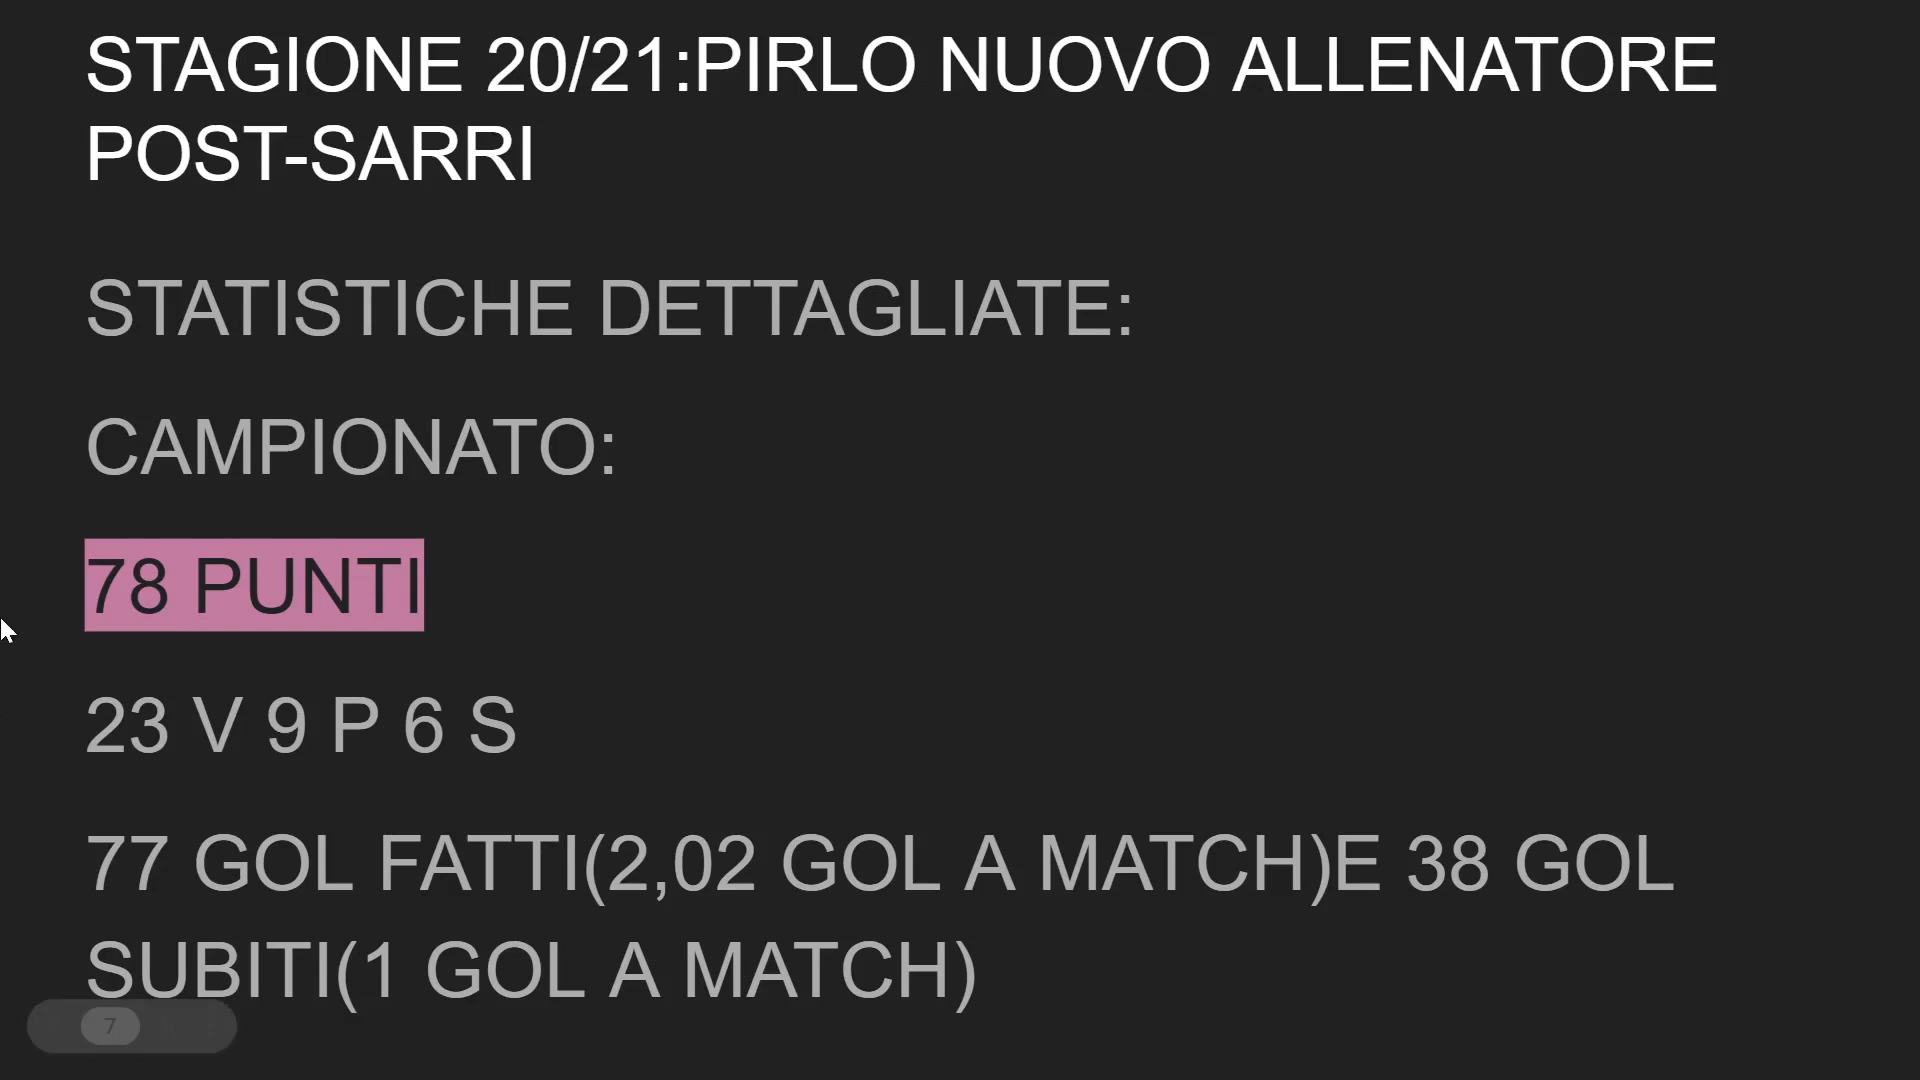 STAGIONE 20/21:PIRLO NUOVO ALLENATORE
POST-SARRI
STATISTICHE DETTAGLIATE:
CAMPIONATO:
78 PUNTI
23 V 9 P 6 S
77 GOL FATTI(2,02 GOL A MATCH)E 38 GOL
SUBITI(1 GOL A MATCH)
7